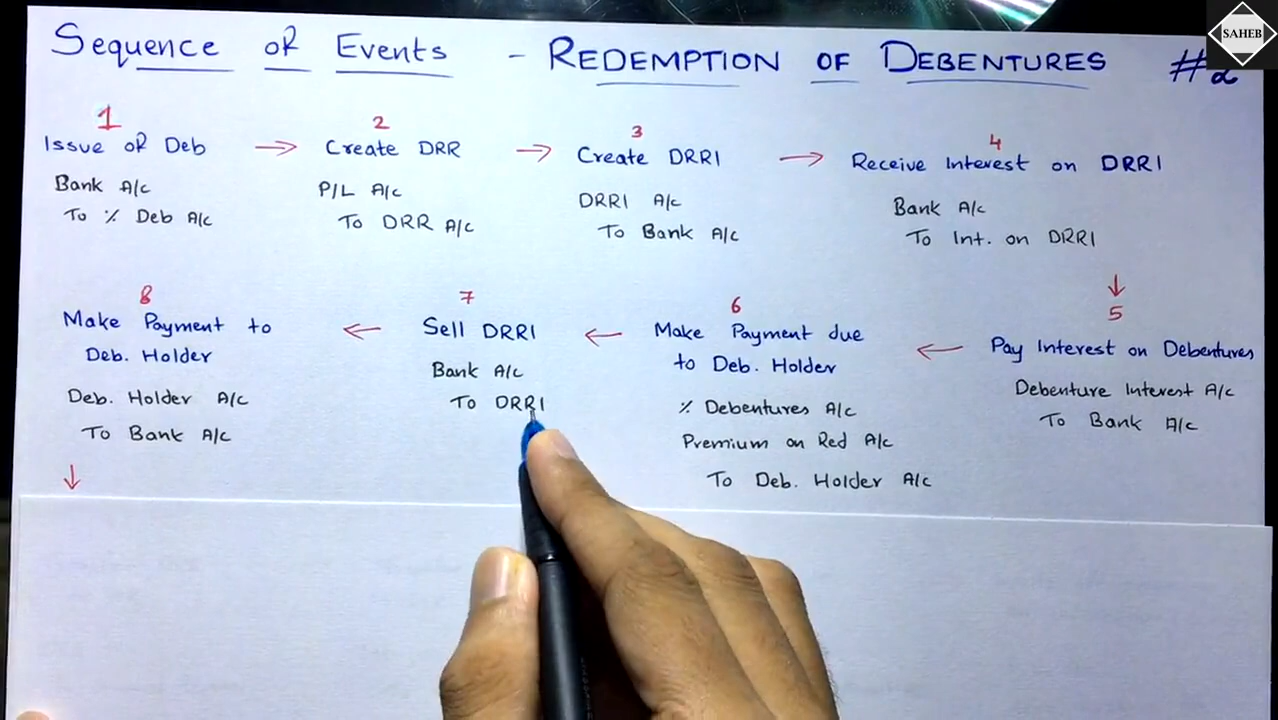 Sequence of Events - REDEMPTION OF DEBENTURES #2
SAHEB
1
Issue of Deb
Bank A/c
To % Deb A/c
→
2
Create DRR
P/L A/c
To DRR A/c
→
3
Create DRRI
DRRI A/c
To Bank A/c
→
4
Receive Interest on DRRI
Bank A/c
To Int. on DRRI
↓
5
Pay Interest on Debentures
Debenture Interest A/c
To Bank A/c
←
6
Make Payment due
to Deb. Holder
% Debentures A/c
Premium on Red A/c
To Deb. Holder A/c
←
7
Sell DRRI
Bank A/c
To DRRI
←
8
Make Payment to
Deb. Holder
Deb. Holder A/c
To Bank A/c
↓